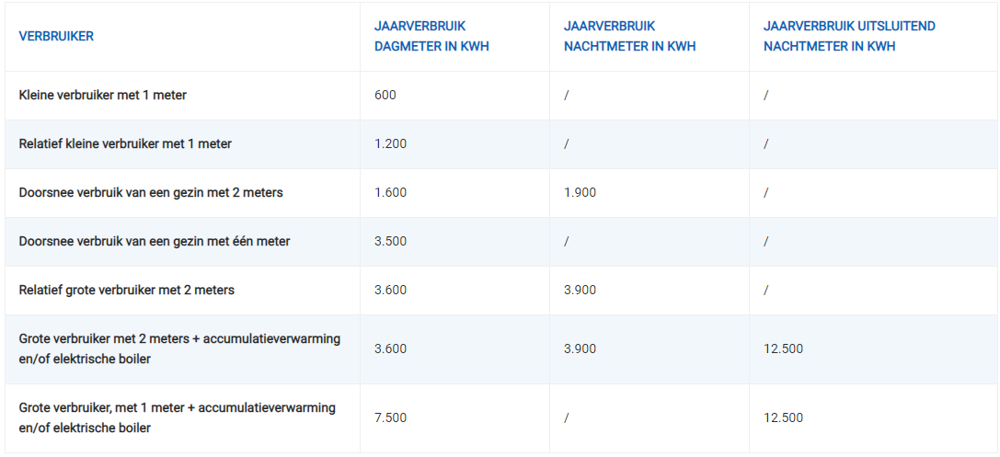 VERBRUIKER
JAARVERBRUIK
DAGMETER IN KWH
JAARVERBRUIK
NACHTMETER IN KWH
JAARVERBRUIK UITSLUITEND
NACHTMETER IN KWH
Kleine verbruiker met 1 meter 600 / /
Relatief kleine verbruiker met 1 meter 1.200 / /
Doorsnee verbruik van een gezin met 2 meters 1.600 1.900 /
Doorsnee verbruik van een gezin met één meter 3.500 / /
Relatief grote verbruiker met 2 meters 3.600 3.900 /
Grote verbruiker met 2 meters + accumulatieverwarming
en/of elektrische boiler
3.600 3.900 12.500
Grote verbruiker, met 1 meter + accumulatieverwarming
en/of elektrische boiler
7.500 / 12.500